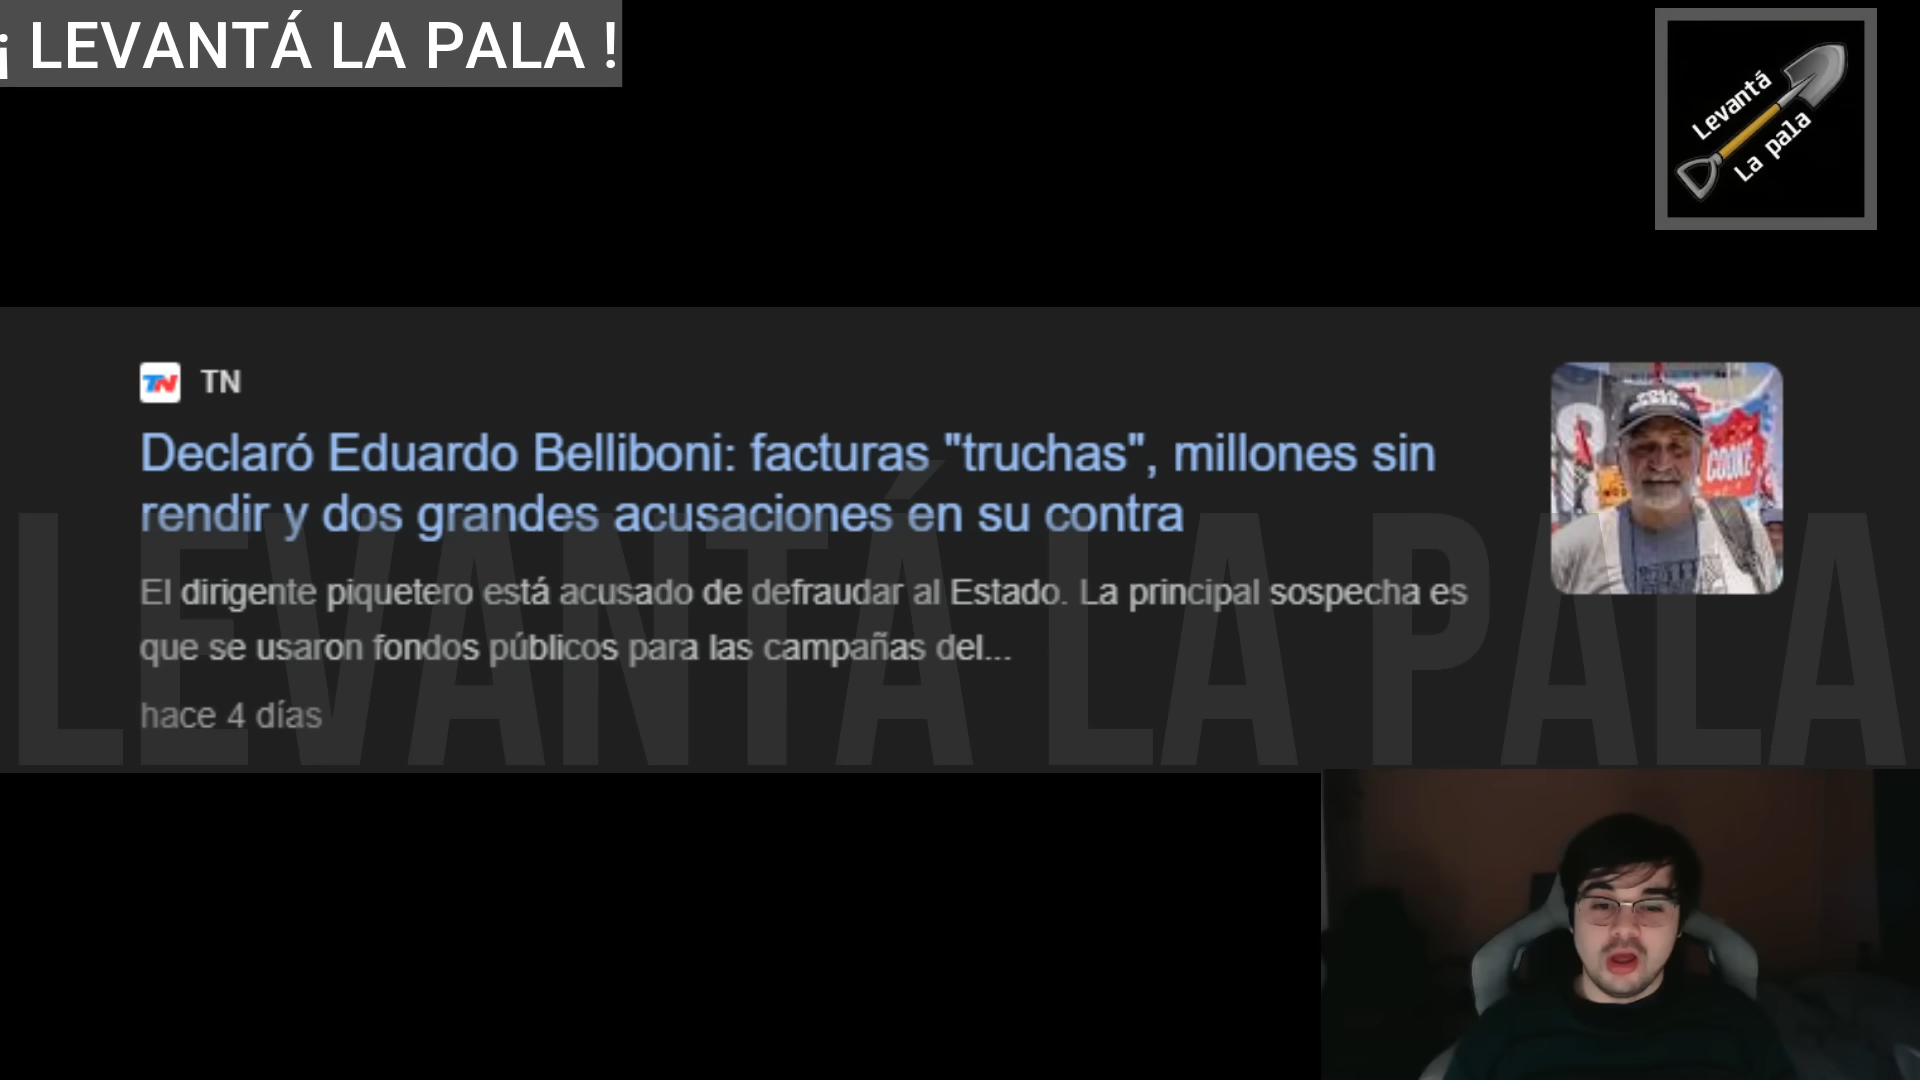 ¡ LEVANTÁ LA PALA !
Levantá
La pala
TN TN
Declaró Eduardo Belliboni: facturas "truchas", millones sin
rendir y dos grandes acusaciones en su contra
El dirigente piquetero está acusado de defraudar al Estado. La principal sospecha es
que se usaron fondos públicos para las campañas del...
hace 4 días
LEVANTÁ LA PALA